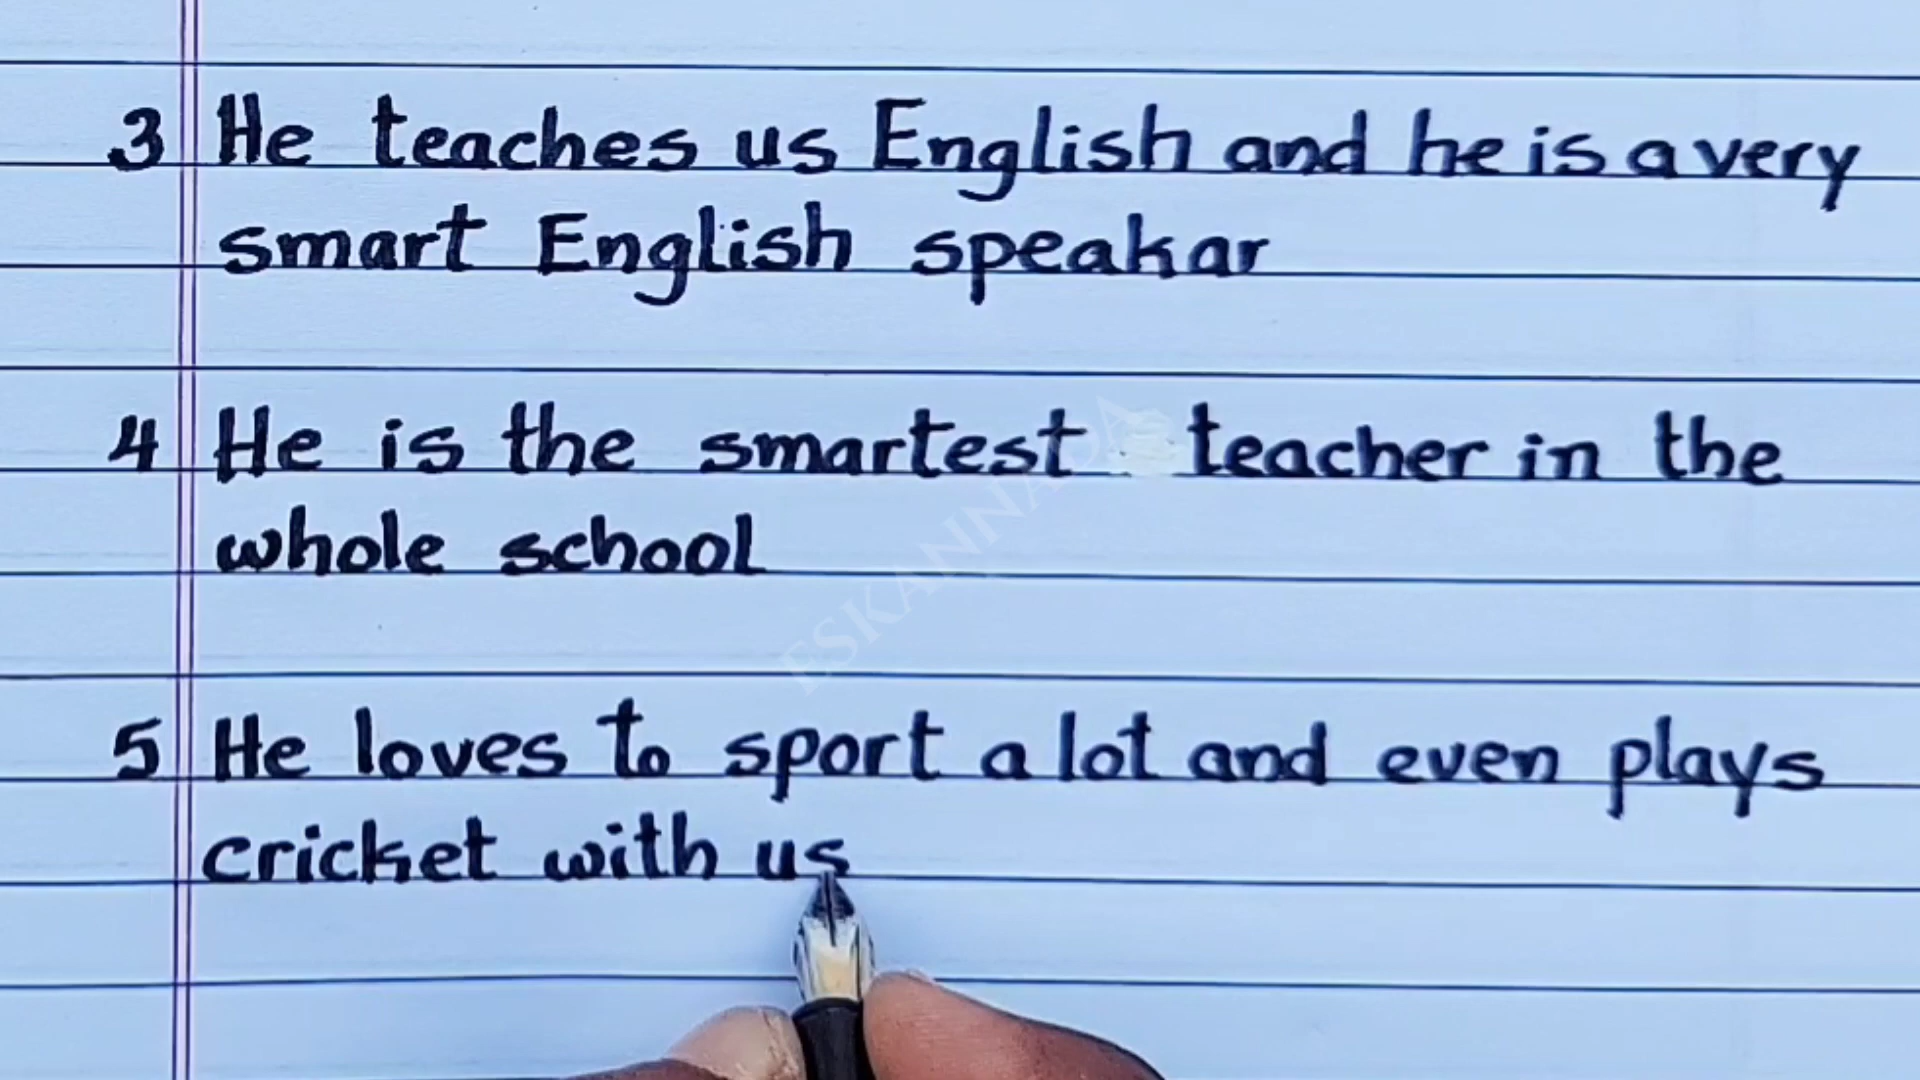 3 He teaches us English and he is a very
smart English speakar
4 He is the smartest teacher in the
whole school
ESKANNADA
5 He loves to sport a lot and even plays
cricket with us